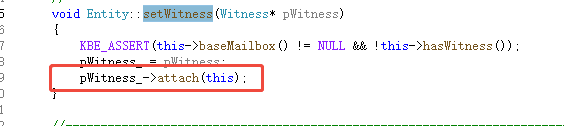 void Entity::setWitness(Witness* pWitness)
{
KBE_ASSERT(this->baseMailbox() != NULL && !this->hasWitness());
pWitness_ = pWitness;
pWitness_->attach(this);
}
//